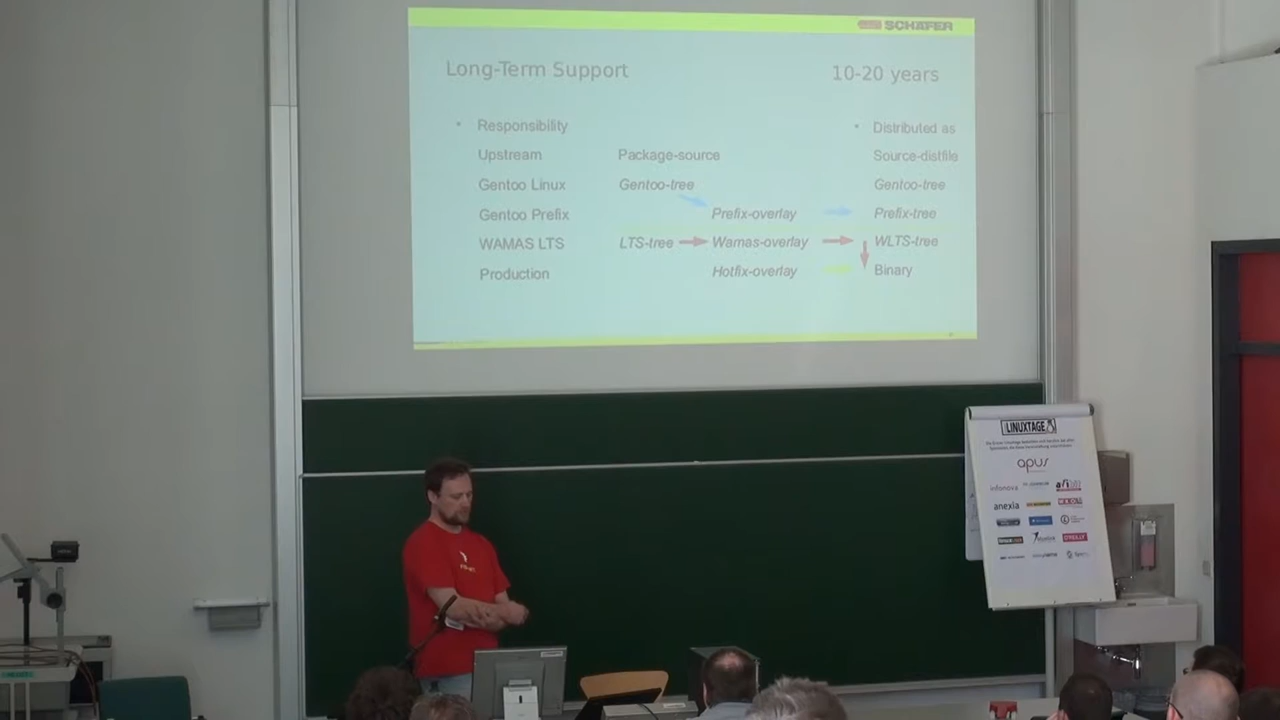 SCHÄFER
Long-Term Support 10-20 years
• Responsibility • Distributed as
Upstream Package-source Source-distfile
Gentoo Linux Gentoo-tree Gentoo-tree
Gentoo Prefix Prefix-overlay Prefix-tree
WAMAS LTS LTS-tree Wamas-overlay WLTS-tree
Production Hotfix-overlay Binary
LINUXTAGE
apus
infonova
anexia
O'REILLY